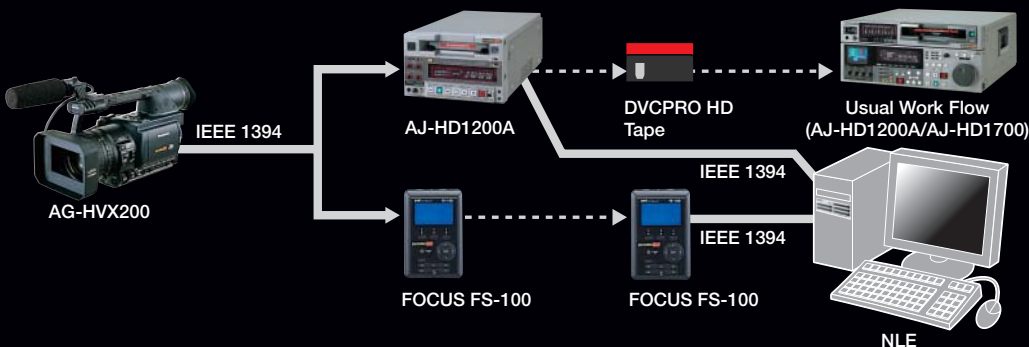 IEEE 1394
AG-HVX200
AJ-HD1200A
DVCPRO HD
Tape
Usual Work Flow
(AJ-HD1200A/AJ-HD1700)
IEEE 1394
FOCUS FS-100
FOCUS FS-100
IEEE 1394
NLE